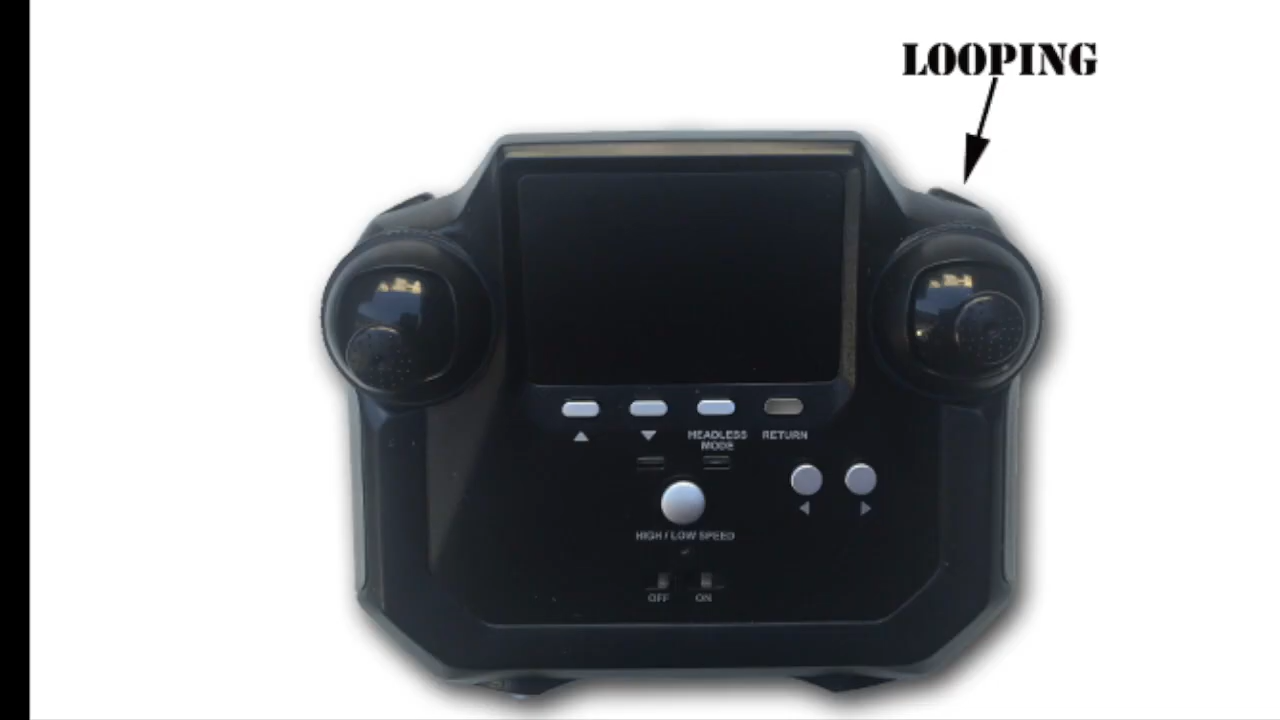 LOOPING
HEADLESS
MODE
RETURN
HIGH / LOW SPEED
OFF ON